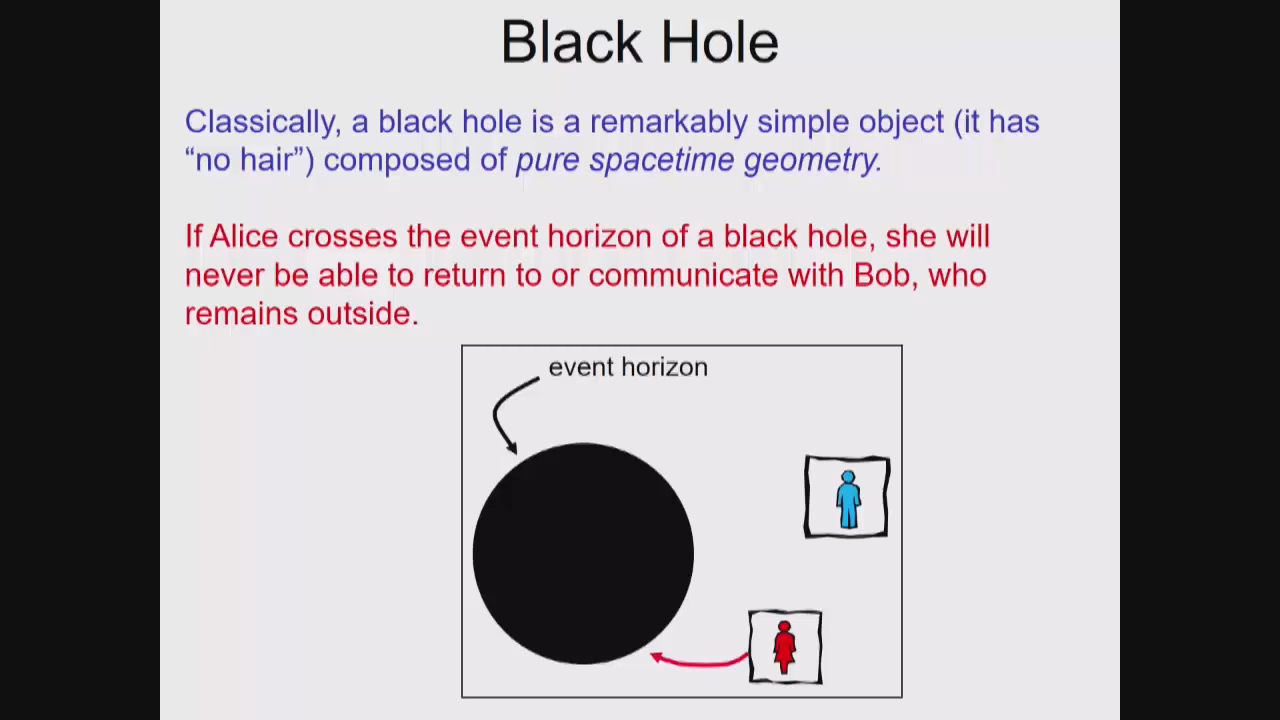 Black Hole
Classically, a black hole is a remarkably simple object (it has
“no hair”) composed of pure spacetime geometry.
If Alice crosses the event horizon of a black hole, she will
never be able to return to or communicate with Bob, who
remains outside.
event horizon